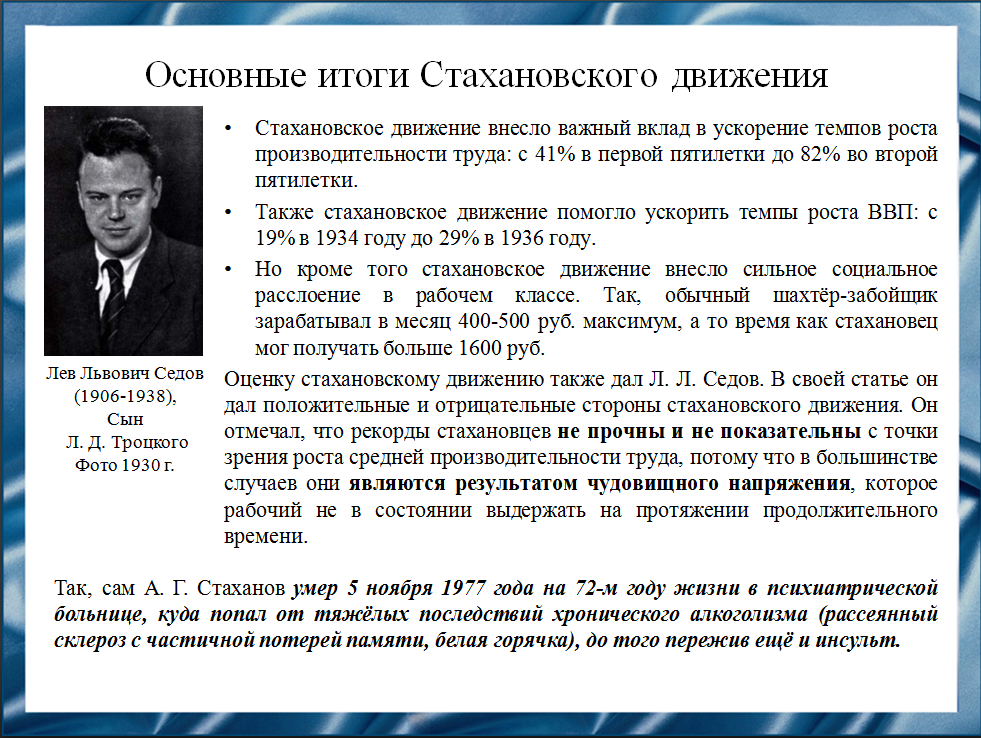 Основные итоги Стахановского движения
• Стахановское движение внесло важный вклад в ускорение темпов роста
производительности труда: с 41% в первой пятилетки до 82% во второй
пятилетки.
• Также стахановское движение помогло ускорить темпы роста ВВП: с
19% в 1934 году до 29% в 1936 году.
• Но кроме того стахановское движение внесло сильное социальное
расслоение в рабочем классе. Так, обычный шахтёр-забойщик
зарабатывал в месяц 400-500 руб. максимум, а то время как стахановец
мог получать больше 1600 руб.
Лев Львович Седов
(1906-1938),
Сын
Л. Д. Троцкого
Фото 1930 г.
Оценку стахановскому движению также дал Л. Л. Седов. В своей статье он
дал положительные и отрицательные стороны стахановского движения. Он
отмечал, что рекорды стахановцев не прочны и не показательны с точки
зрения роста средней производительности труда, потому что в большинстве
случаев они являются результатом чудовищного напряжения, которое
рабочий не в состоянии выдержать на протяжении продолжительного
времени.
Так, сам А. Г. Стаханов умер 5 ноября 1977 года на 72-м году жизни в психиатрической
больнице, куда попал от тяжёлых последствий хронического алкоголизма (рассеянный
склероз с частичной потерей памяти, белая горячка), до того пережив ещё и инсульт.